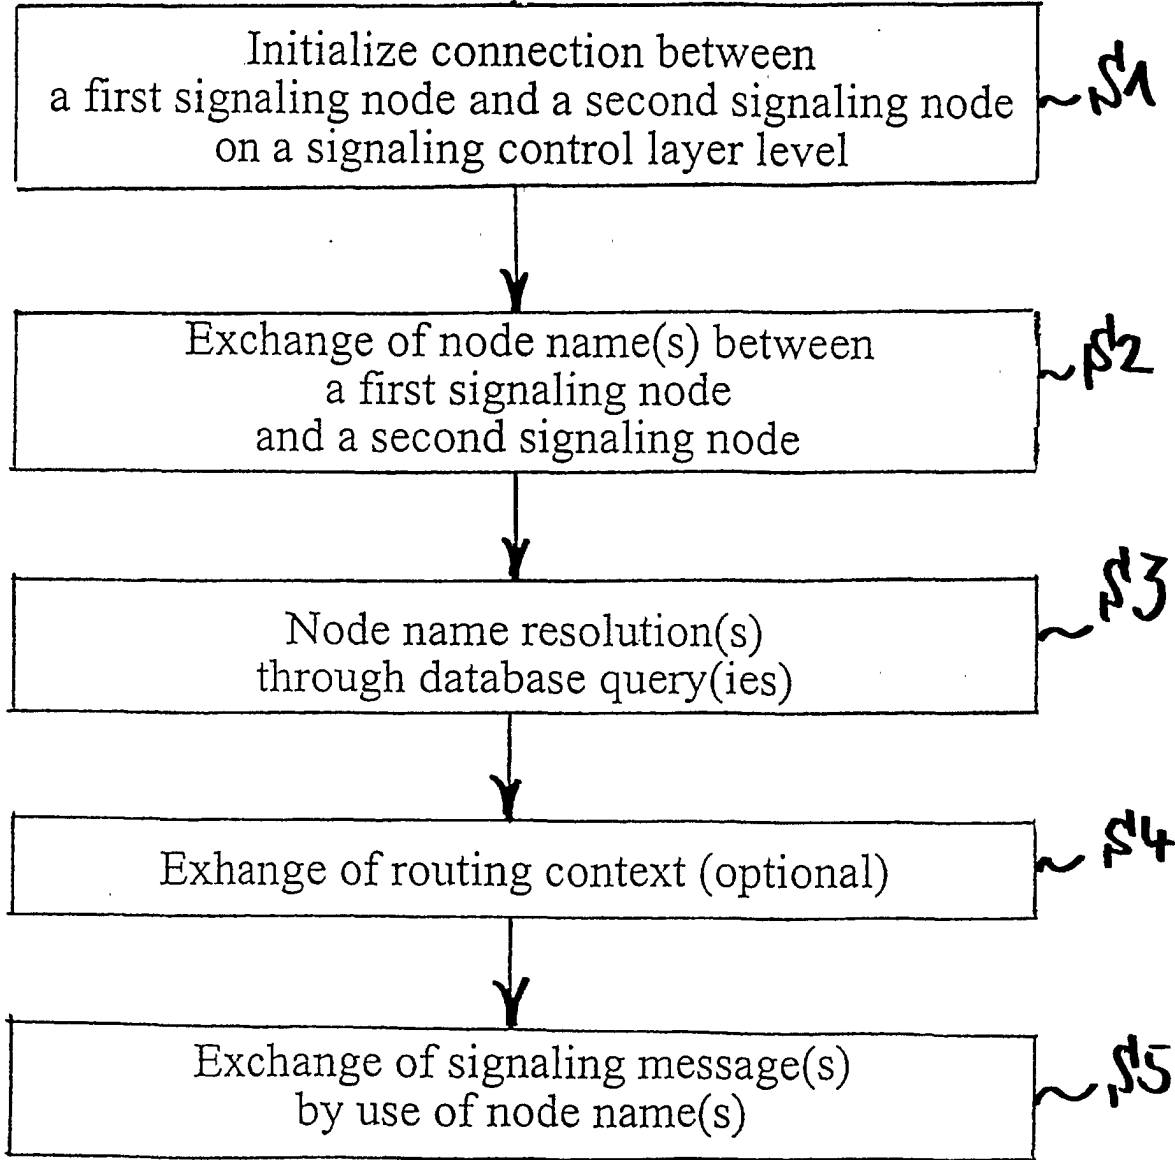 Initialize connection between
a first signaling node and a second signaling node
on a signaling control layer level
S1
Exchange of node name(s) between
a first signaling node
and a second signaling node
S2
Node name resolution(s)
through database query(ies)
S3
Exhange of routing context (optional)
S4
Exchange of signaling message(s)
by use of node name(s)
S5